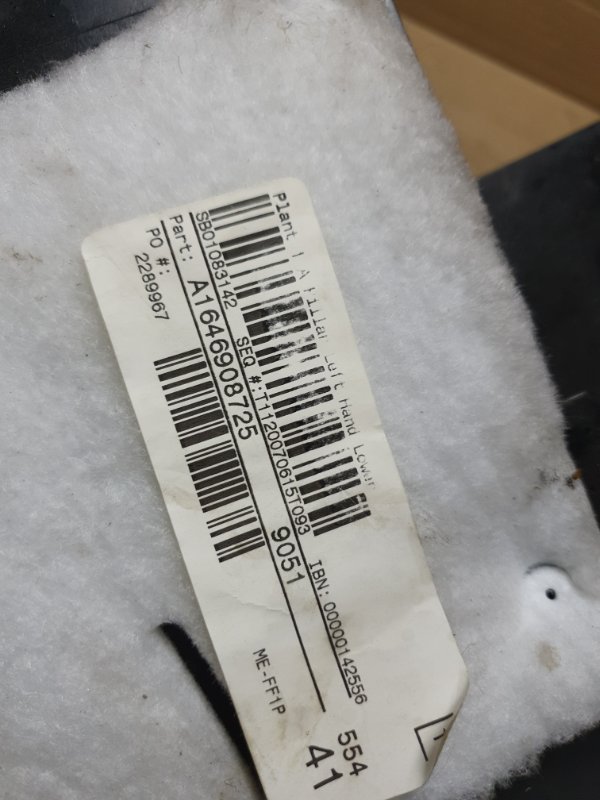 Plant 1 A Pillar Left Hand Lower
SB01083142 SEQ #:T1120070615T093 IBN: 00000142556
Part: A1646908725 9051
PO #:
2289967
ME-FF1P
554
41